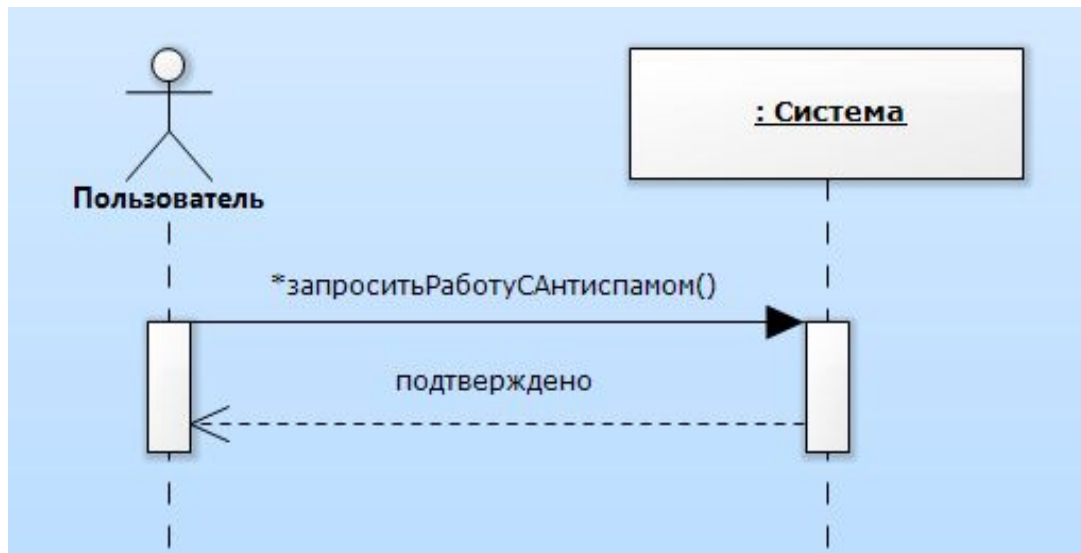 : Система
Пользователь
*запроситьРаботуСАнтиспамом()
подтверждено